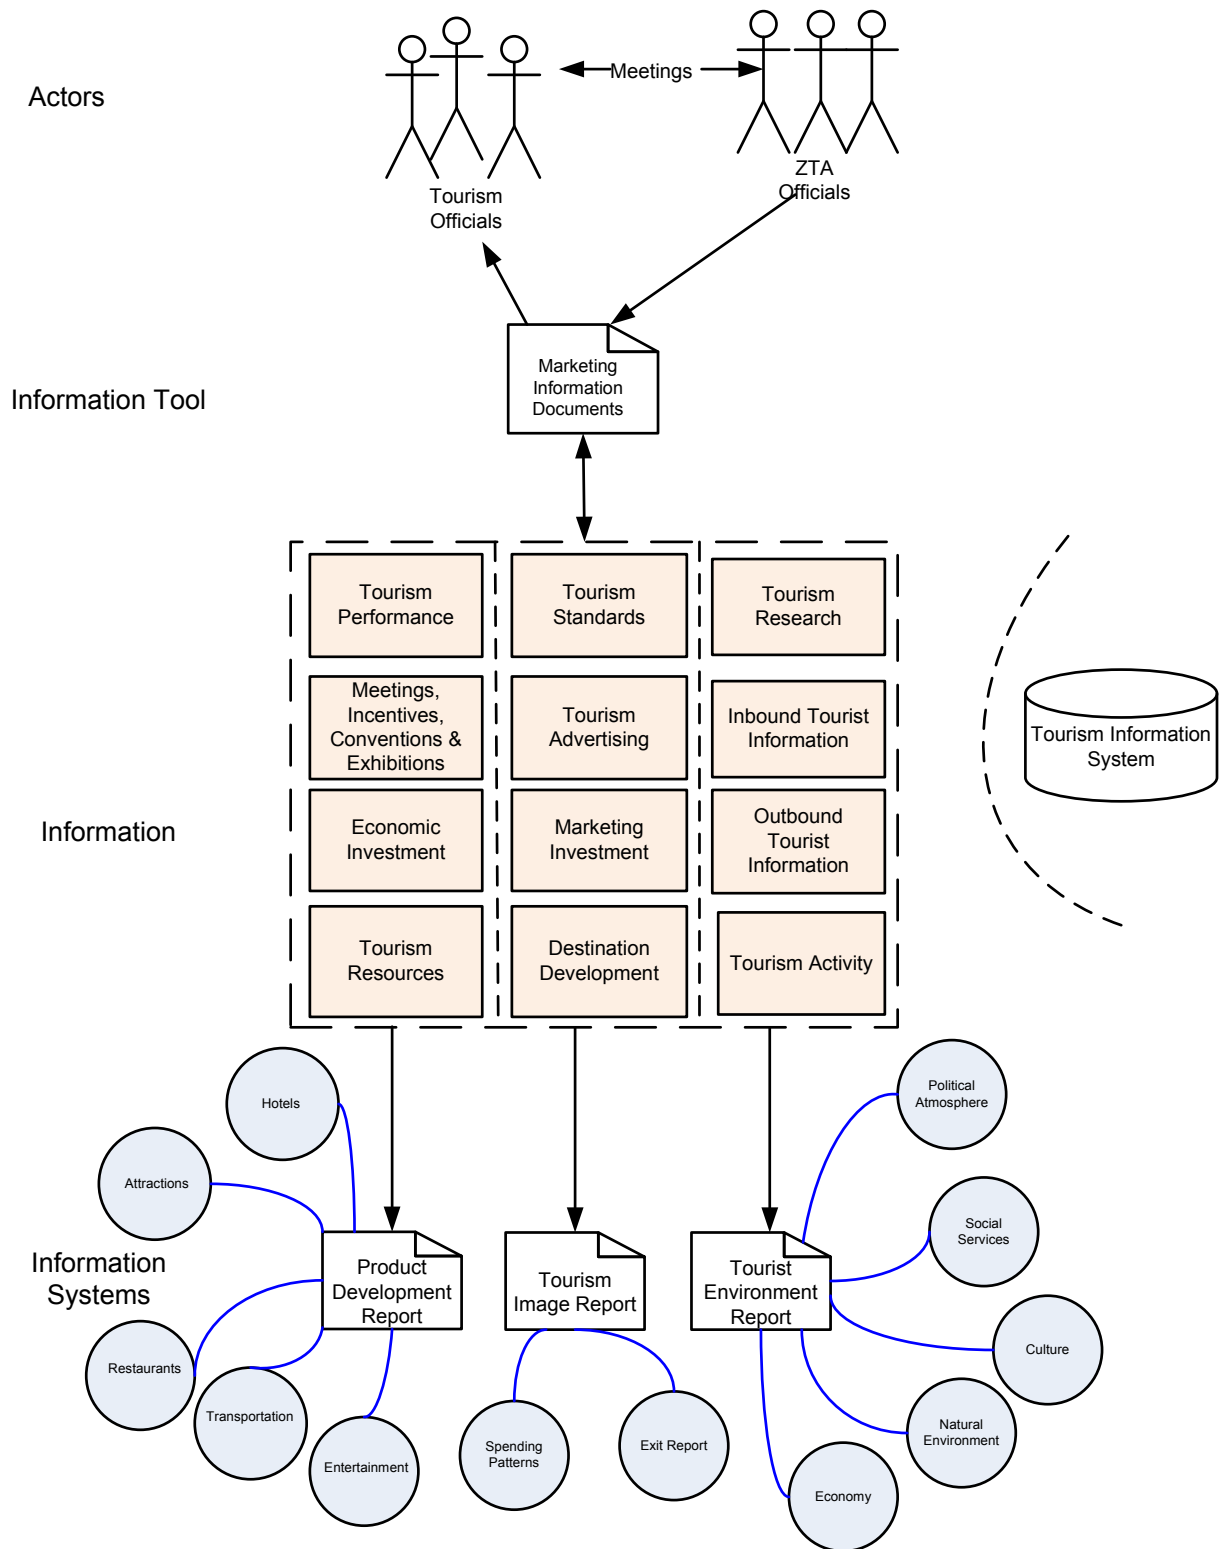 Actors
Meetings
Tourism
Officials
ZTA
Officials
Information Tool
Marketing
Information
Documents
Information
Tourism
Performance
Tourism
Standards
Tourism
Research
Meetings,
Incentives,
Conventions &
Exhibitions
Tourism
Advertising
Inbound Tourist
Information
Economic
Investment
Marketing
Investment
Outbound
Tourist
Information
Tourism
Resources
Destination
Development
Tourism Activity
Tourism Information
System
Information
Systems
Hotels
Attractions
Restaurants
Transportation
Entertainment
Product
Development
Report
Tourism
Image Report
Spending
Patterns
Exit Report
Tourist
Environment
Report
Political
Atmosphere
Social
Services
Culture
Natural
Environment
Economy